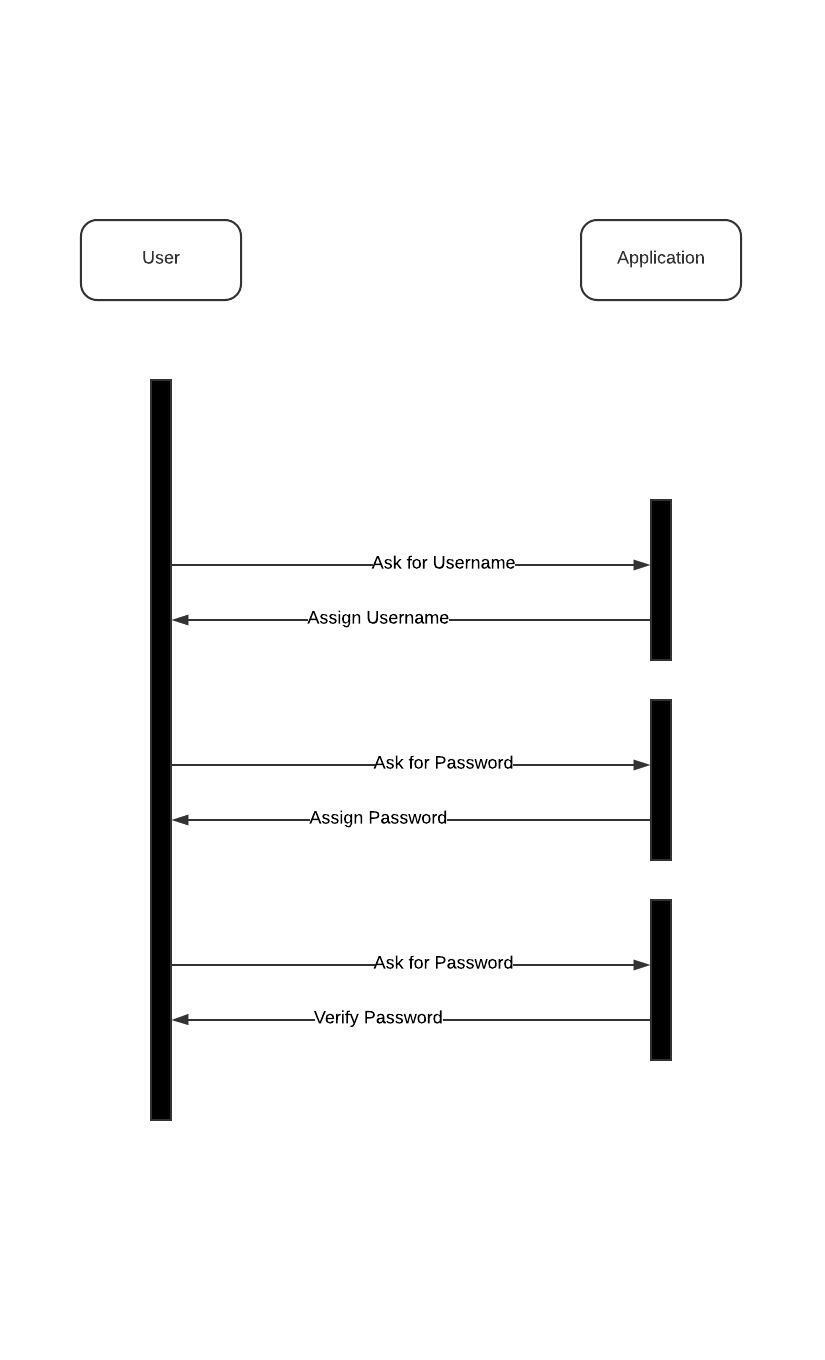 User
Application
Ask for Username
Assign Username
Ask for Password
Assign Password
Ask for Password
Verify Password